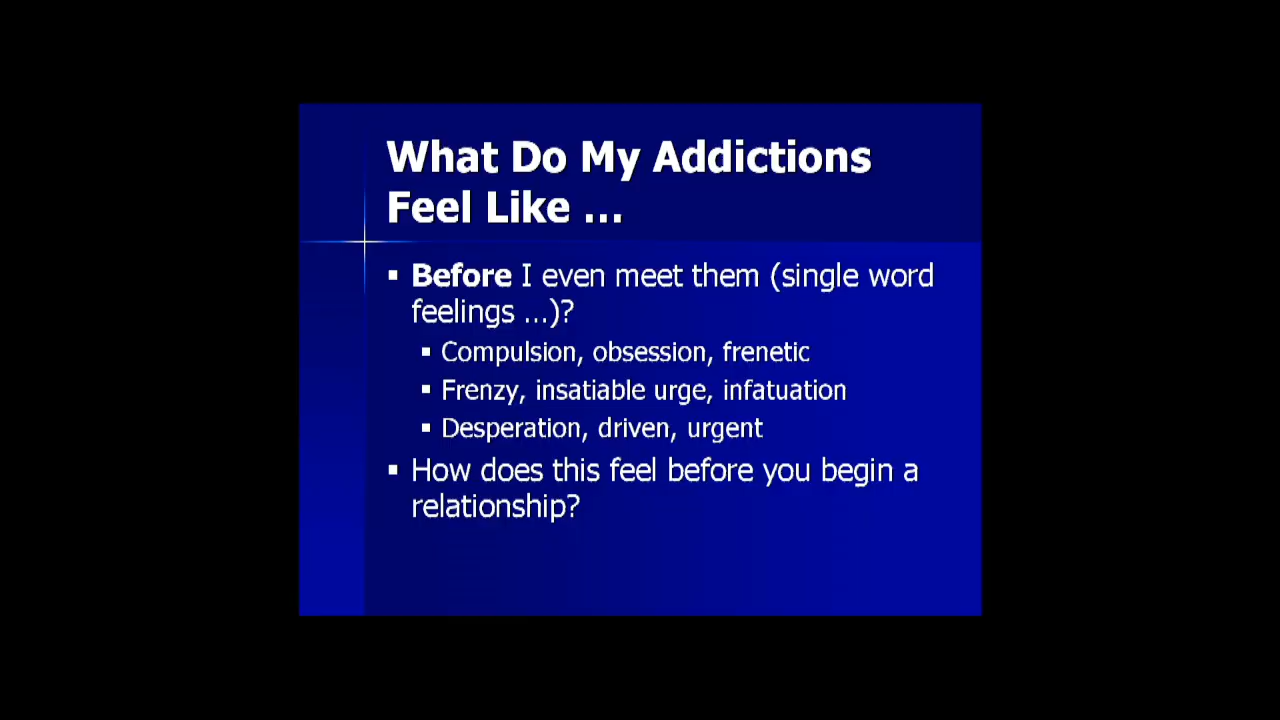 What Do My Addictions
Feel Like ...
▪ Before I even meet them (single word
feelings ...)?
▪ Compulsion, obsession, frenetic
▪ Frenzy, insatiable urge, infatuation
▪ Desperation, driven, urgent
▪ How does this feel before you begin a
relationship?